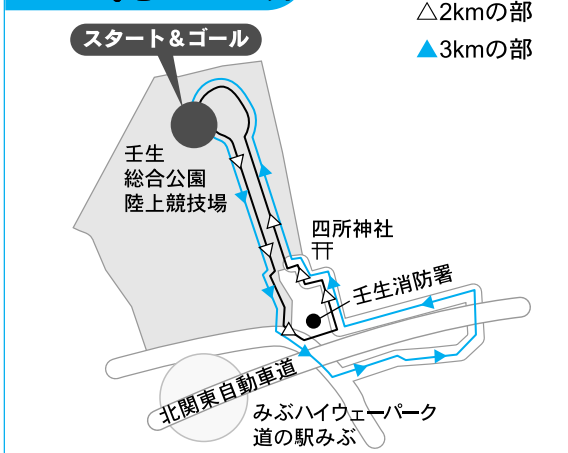 △2kmの部
▲3kmの部
スタート＆ゴール
壬生
総合公園
陸上競技場
四所神社
壬生消防署
北関東自動車道
みぶハイウェーパーク
道の駅みぶ